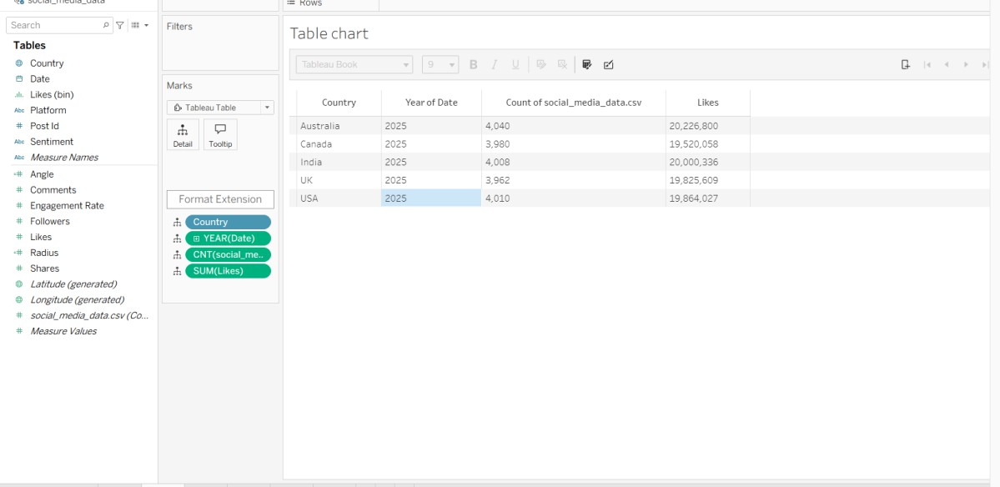 social_media_data
Rows
Search
Filters
Table chart
Tables
Tableau Book
9
B
I
U
Country
Date
Marks
Likes (bin)
Abc Platform
Tableau Table
Country
Year of Date
Count of social_media_data.csv
Likes
Post Id
Australia
2025
4,040
20,226,800
Abc Sentiment
Detail
Tooltip
Canada
2025
3,980
19,520,058
Abc Measure Names
India
2025
4,008
20,000,336
Angle
UK
2025
3,962
19,825,609
Comments
USA
2025
4,010
19,864,027
Engagement Rate
Format Extension
Followers
Country
Likes
YEAR(Date)
Radius
CNT(social_me..
Shares
SUM(Likes)
Latitude (generated)
Longitude (generated)
social_media_data.csv (Co...
Measure Values